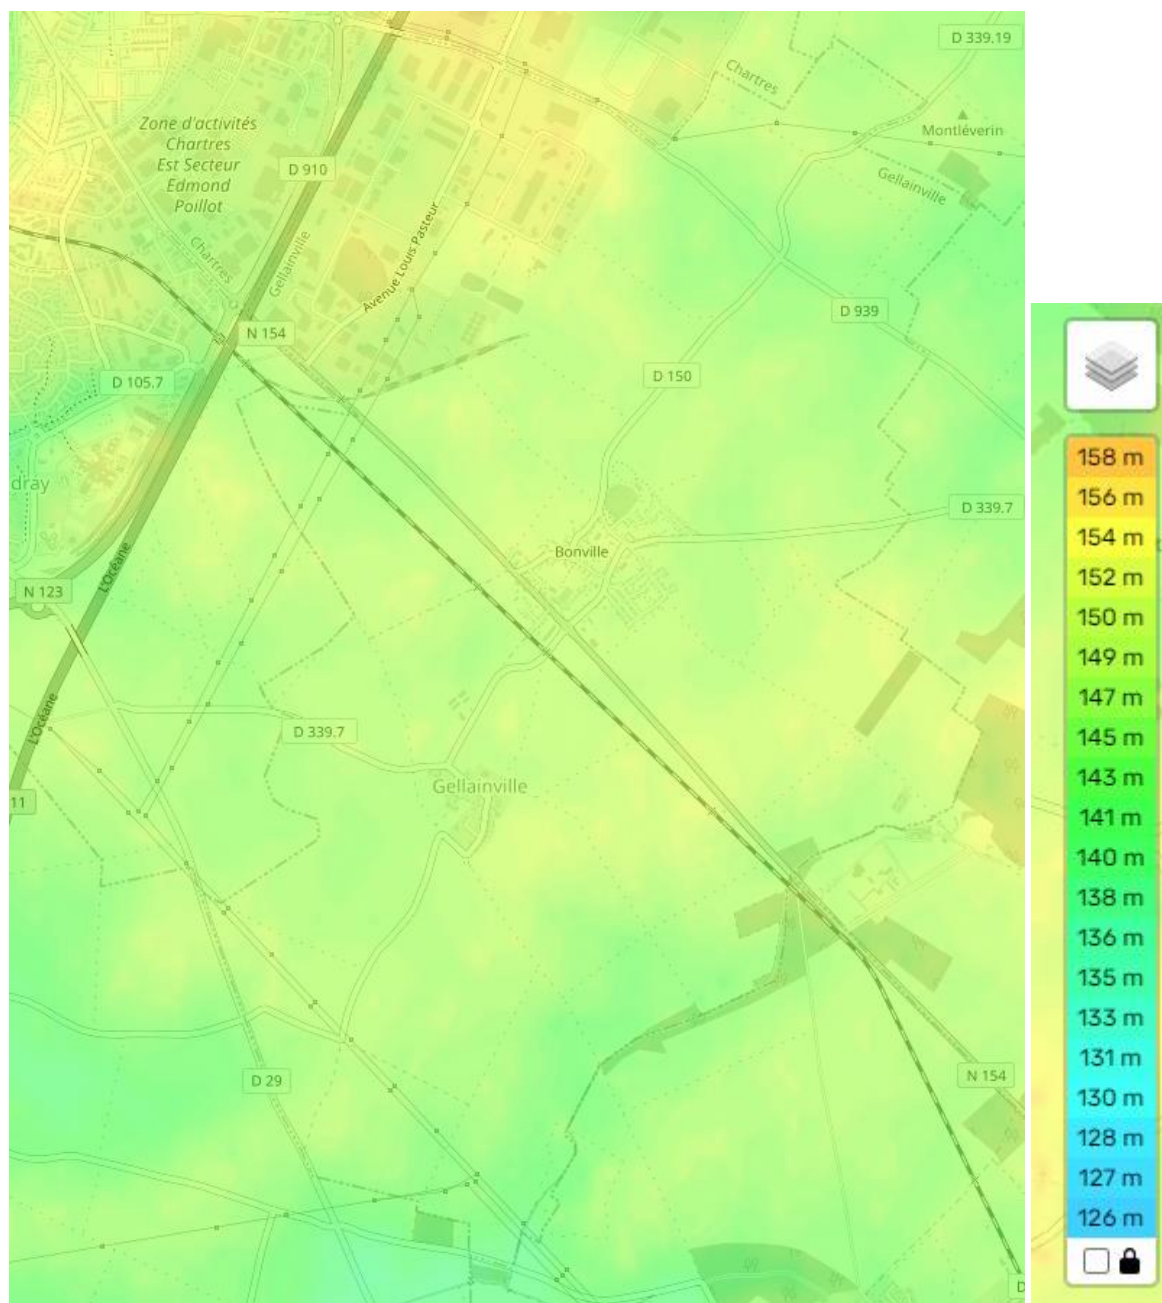 D 339.19
Chartres
Montléverin
Zone d'activités
Chartres
Est Secteur
Edmond
Poillot
D 910
Gellainville
Avenue Louis Pasteur
Chartres
Gellainville
N 154
D 939
D 105.7
D 150
dray
D 339.7
Bonville
L'Océane
N 123
L'Océane
D 339.7
Gellainville
11
D 29
N 154
D
158 m
156 m
154 m
152 m
150 m
149 m
147 m
145 m
143 m
141 m
140 m
138 m
136 m
135 m
133 m
131 m
130 m
128 m
127 m
126 m